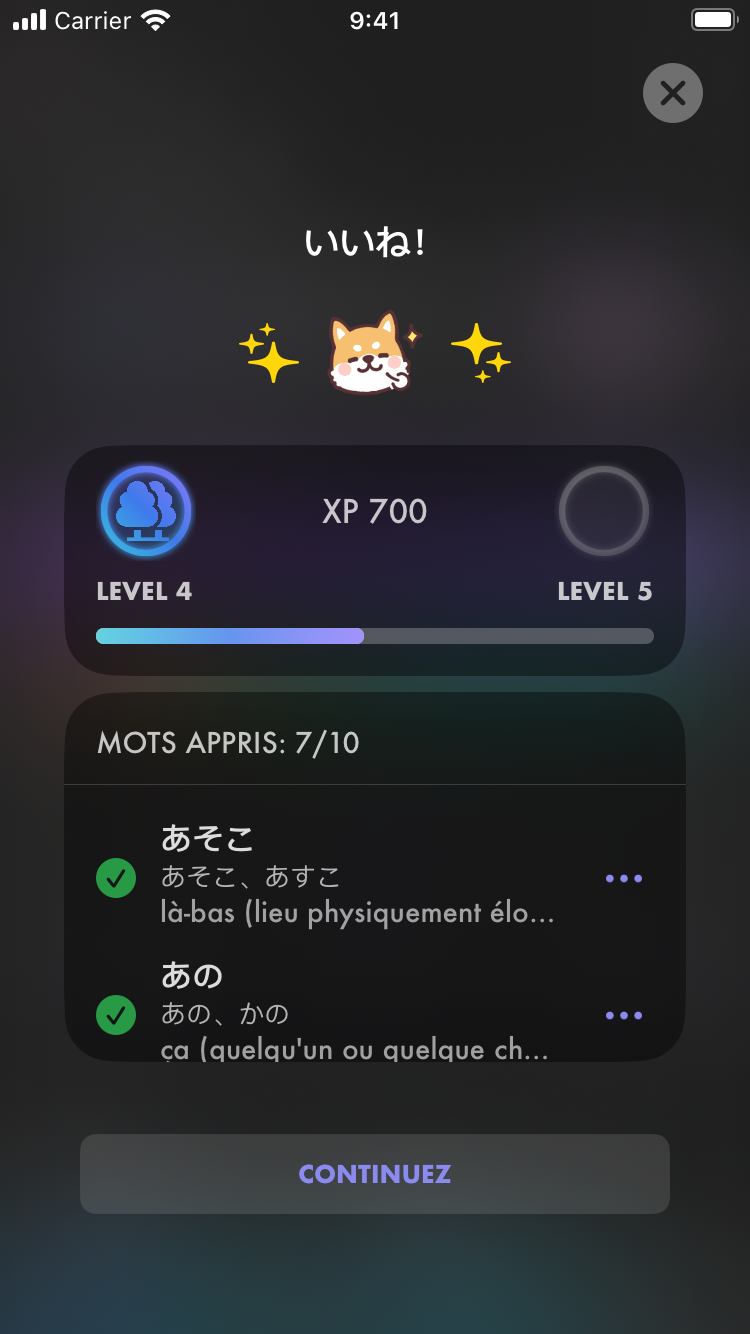 Carrier 9:41
いいね!
XP 700
LEVEL 4 LEVEL 5
MOTS APPRIS: 7/10
あそこ
あそこ、あすこ
là-bas (lieu physiquement élo...
あの
あの、かの
ça (quelqu'un ou quelque ch...
CONTINUEZ